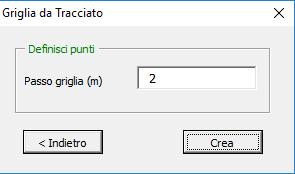 Griglia da Tracciato
Definisci punti
Passo griglia (m) 2
< Indietro Crea